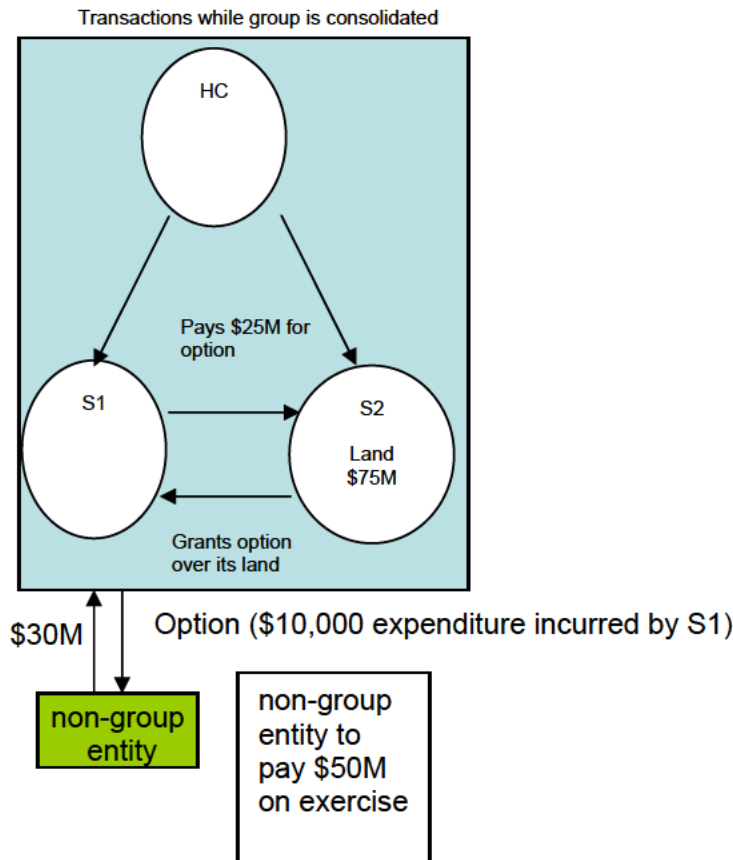 Transactions while group is consolidated
HC
Pays $25M for
option
S1
S2
Land
$75M
Grants option
over its land
$30M
Option ($10,000 expenditure incurred by S1)
non-group
entity
non-group
entity to
pay $50M
on exercise